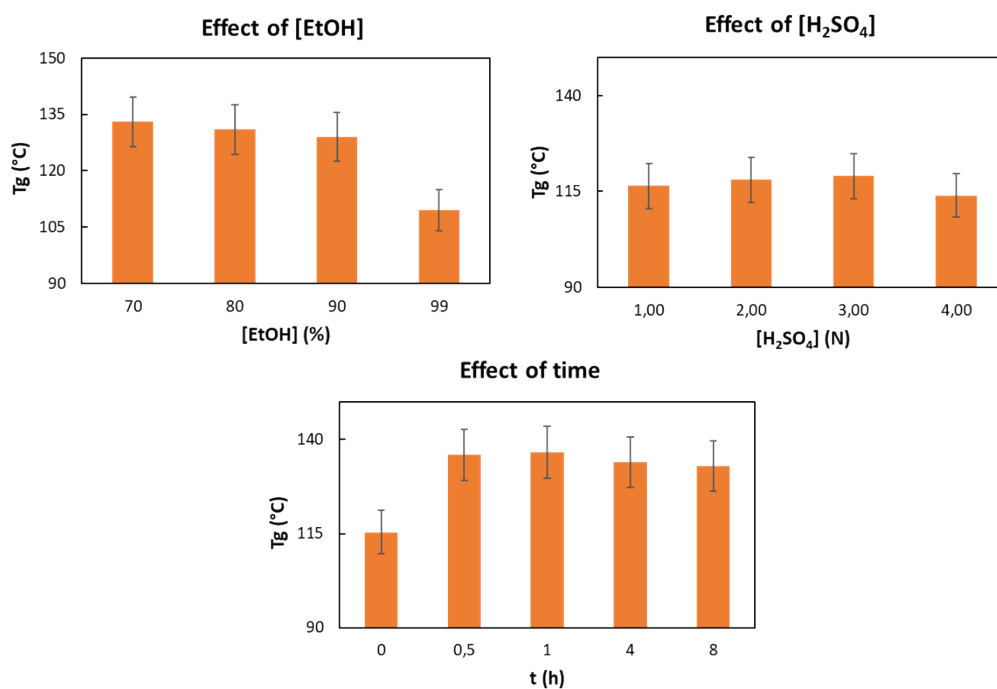 Effect of [EtOH]
150
135
120
105
90
Tg (°C)
70 80 90 99
[EtOH] (%)
Effect of [H₂SO₄]
140
115
90
Tg (°C)
1,00 2,00 3,00 4,00
[H₂SO₄] (N)
Effect of time
140
115
90
Tg (°C)
0 0,5 1 4 8
t (h)